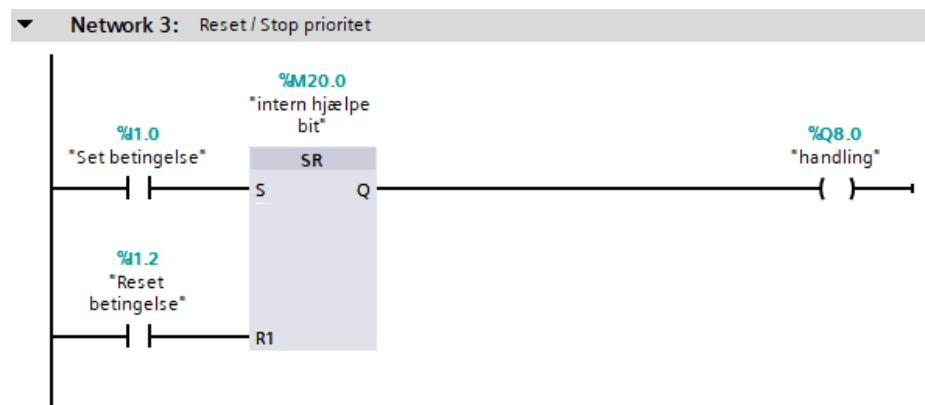 Network 3: Reset / Stop prioritet
%M20.0
"intern hjælpe
bit"
%I1.0
"Set betingelse"
SR
%Q8.0
"handling"
S
Q
%I1.2
"Reset
betingelse"
R1